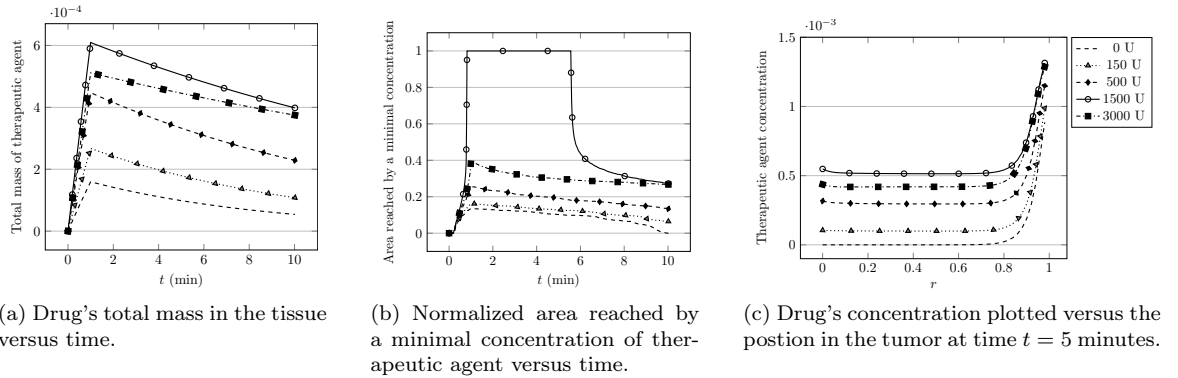 ·10⁻⁴
6
4
2
0
Total mass of therapeutic agent
0 2 4 6 8 10
t (min)
Area reached by a minimal concentration
1
0.8
0.6
0.4
0.2
0
0 2 4 6 8 10
t (min)
·10⁻³
1.5
1
0.5
0
Therapeutic agent concentration
0 0.2 0.4 0.6 0.8 1
r
0 U
150 U
500 U
1500 U
3000 U
(a) Drug's total mass in the tissue
versus time.
(b) Normalized area reached by
a minimal concentration of ther-
apeutic agent versus time.
(c) Drug's concentration plotted versus the
postion in the tumor at time t = 5 minutes.